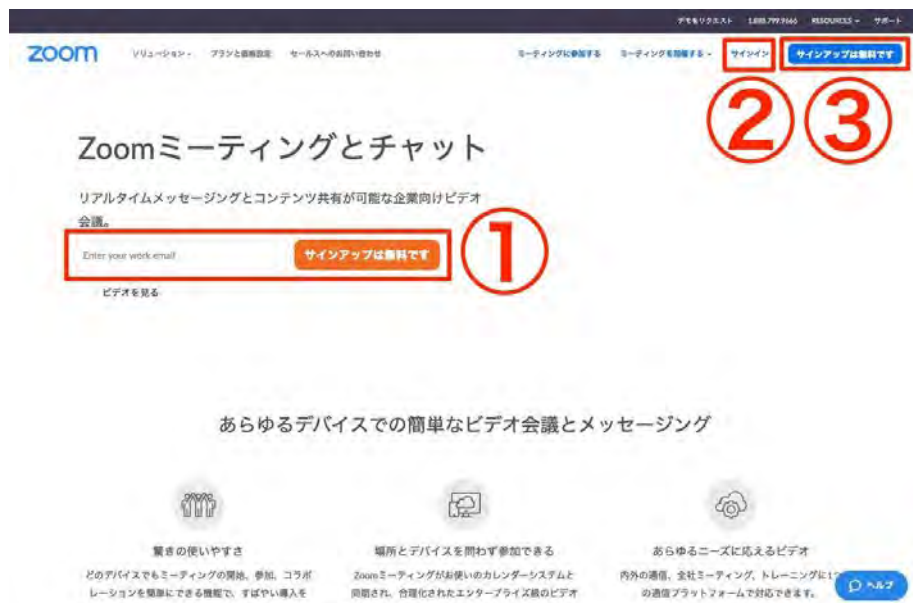 デモをリクエスト 1.888.799.9666 RESOURCES サポート
zoom ソリューション プランと価格設定 セールスへのお問い合わせ ミーティングに参加する ミーティングを開催する サインイン サインアップは無料です
② ③
Zoomミーティングとチャット
リアルタイムメッセージングとコンテンツ共有が可能な企業向けビデオ
会議。
Enter your work email サインアップは無料です ①
ビデオを見る
あらゆるデバイスでの簡単なビデオ会議とメッセージング
驚きの使いやすさ
どのデバイスでもミーティングの開始、参加、コラボ
レーションを簡単にできる機能で、すばやい導入を
場所とデバイスを問わず参加できる
Zoomミーティングがお使いのカレンダーシステムと
同期され、合理化されたエンタープライズ級のビデオ
あらゆるニーズに応えるビデオ
内外の通信、全社ミーティング、トレーニングに1つ
の通信プラットフォームで対応できます。
ヘルプ